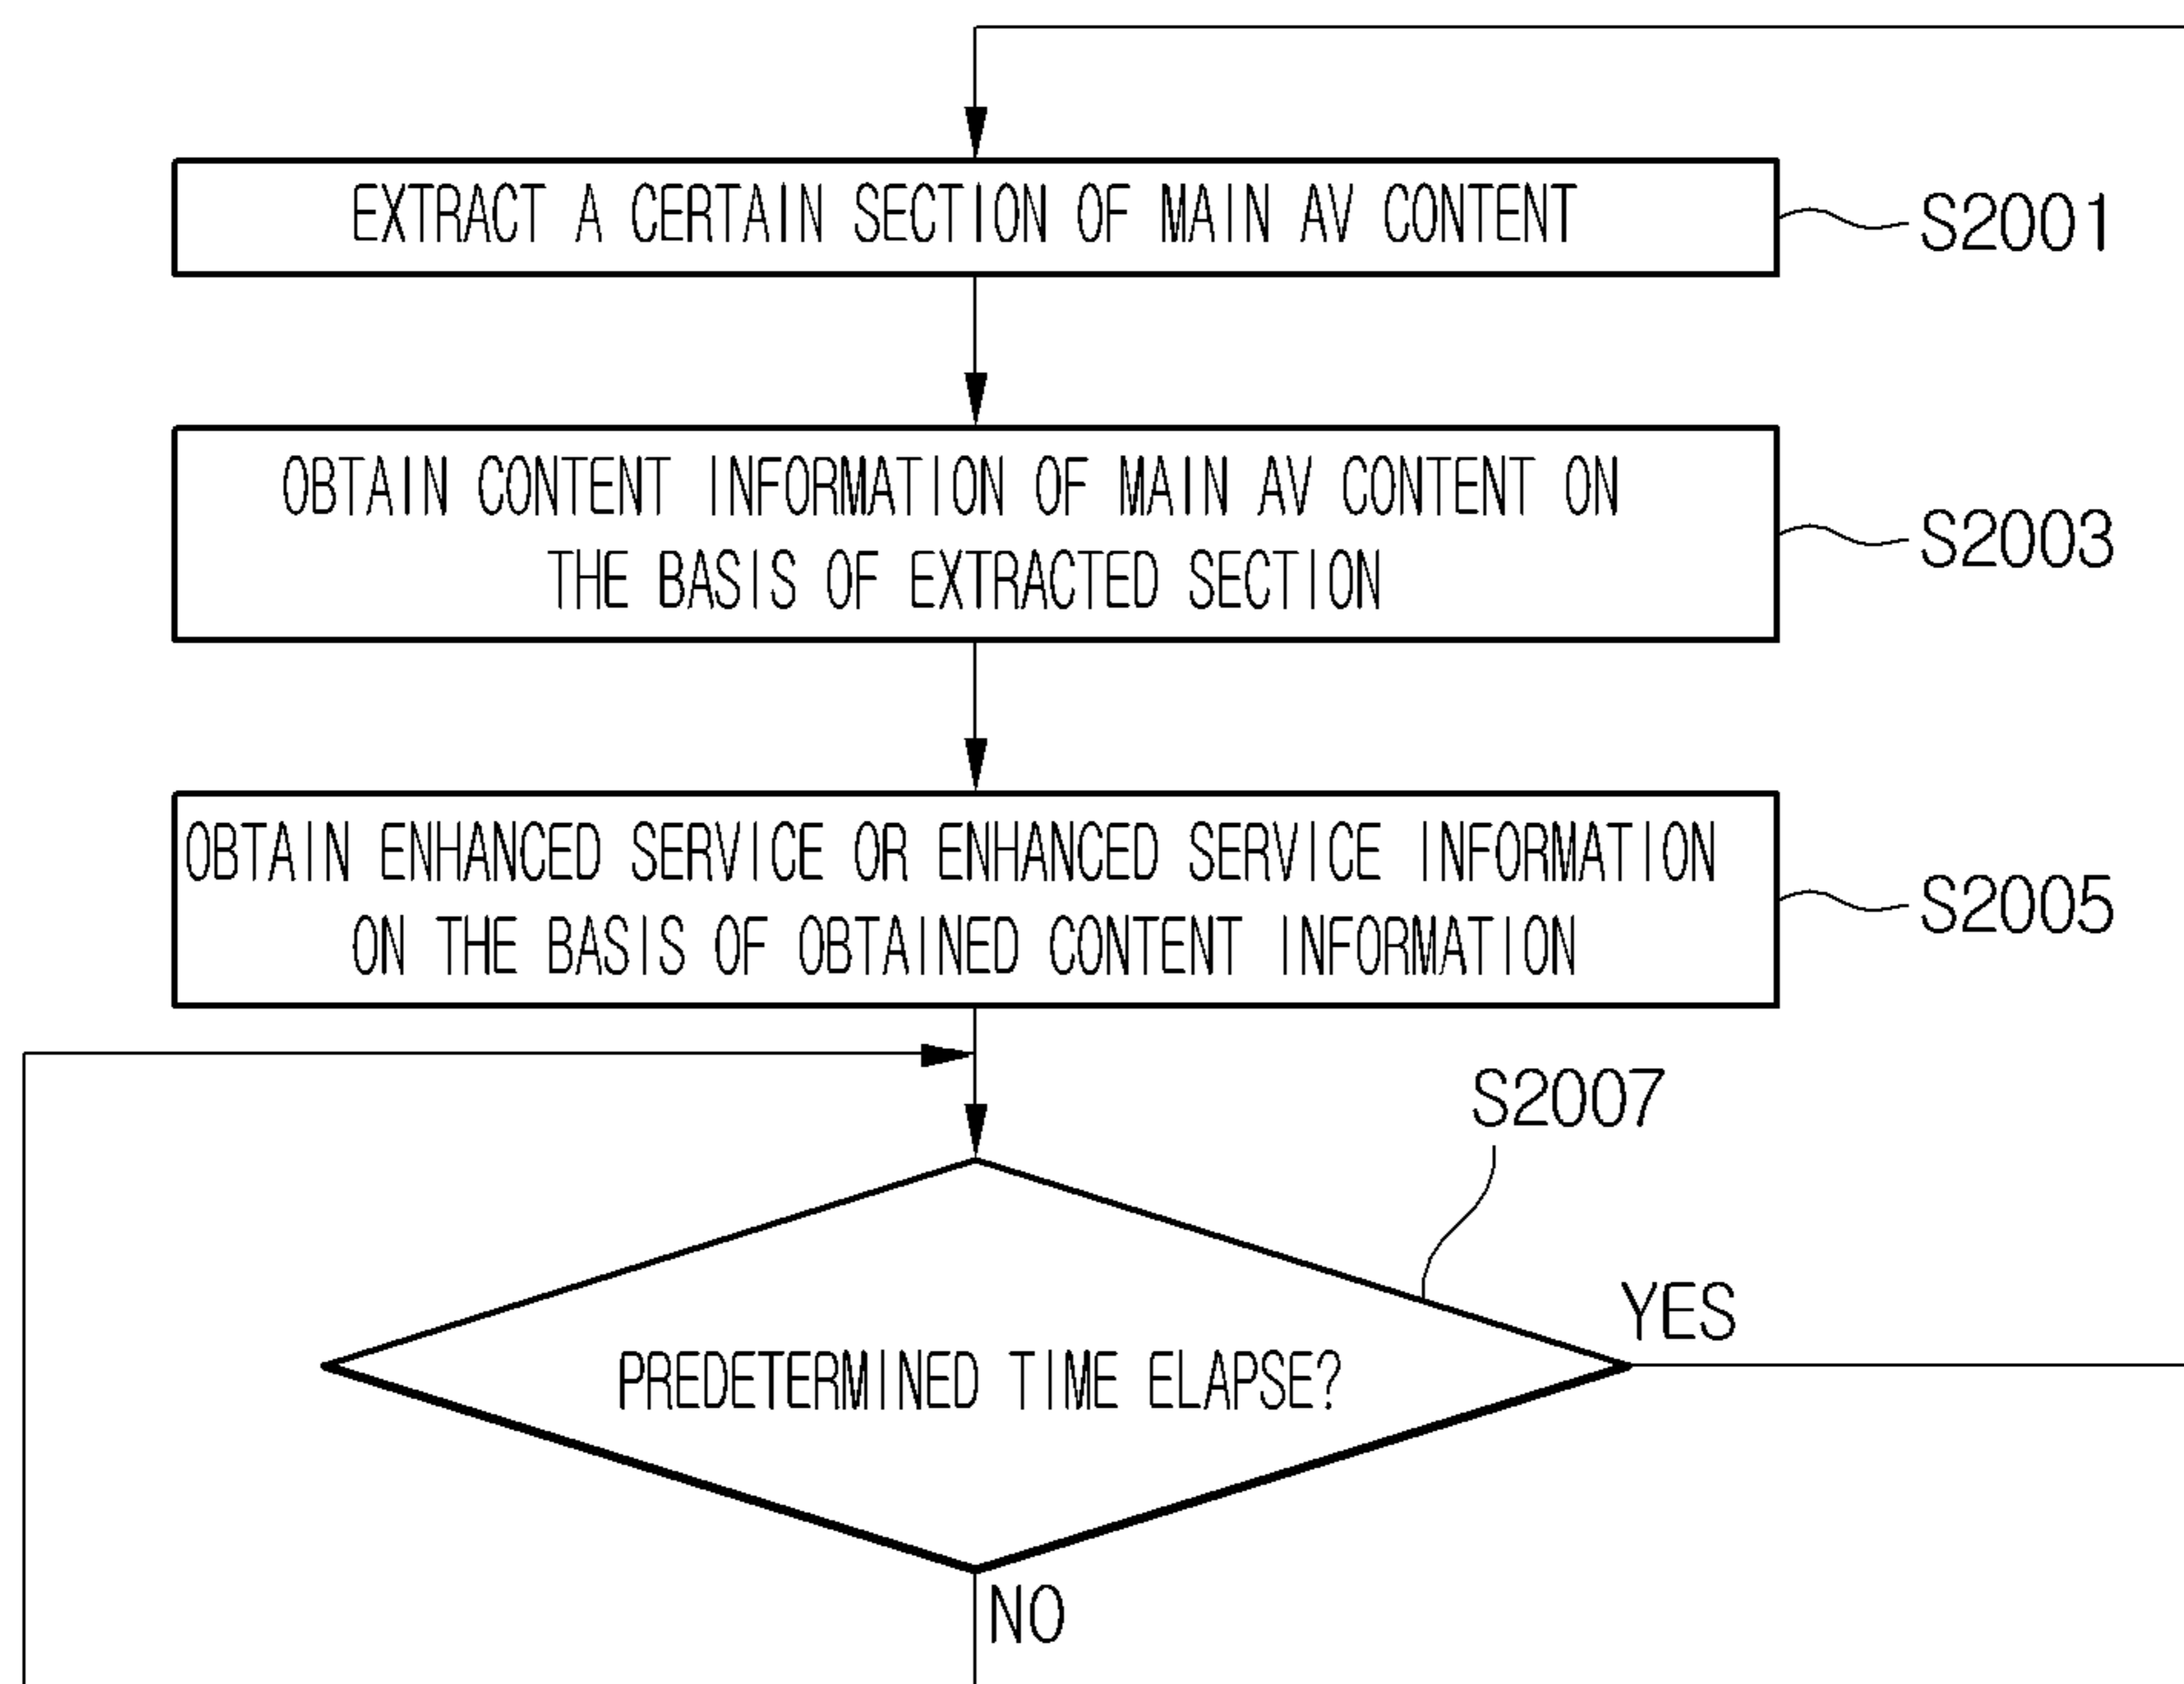 EXTRACT A CERTAIN SECTION OF MAIN AV CONTENT
S2001
OBTAIN CONTENT INFORMATION OF MAIN AV CONTENT ON
THE BASIS OF EXTRACTED SECTION
S2003
OBTAIN ENHANCED SERVICE OR ENHANCED SERVICE INFORMATION
ON THE BASIS OF OBTAINED CONTENT INFORMATION
S2005
S2007
YES
PREDETERMINED TIME ELAPSE?
NO